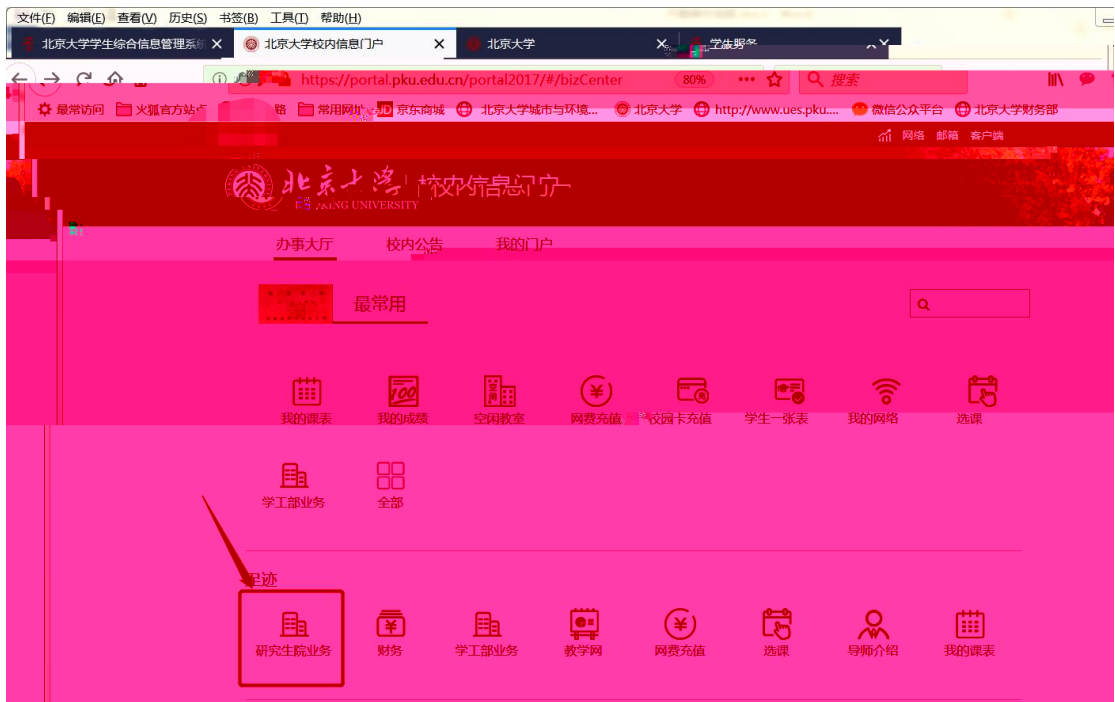 文件(F) 编辑(E) 查看(V) 历史(S) 书签(B) 工具(T) 帮助(H)
北京大学学生综合信息管理系统 × 北京大学校内信息门户 × 北京大学 ×
https://portal.pku.edu.cn/portal2017/#/bizCenter 80% 搜索
最常访问 火狐官方站点 常用网址 JD 京东商城 北京大学城市与环境... 北京大学 http://www.ues.pku.... 微信公众平台 北京大学财务部
网络 邮箱 客户端
北京大学 校内信息门户
UNIVERSITY
办事大厅 校内公告 我的门户
最常用
我的课表 我的成绩 空闲教室 网费充值 校园卡充值 学生一张表 我的网络 选课
学工部业务 全部
足迹
研究生院业务 财务 学工部业务 教学网 网费充值 选课 导师介绍 我的课表